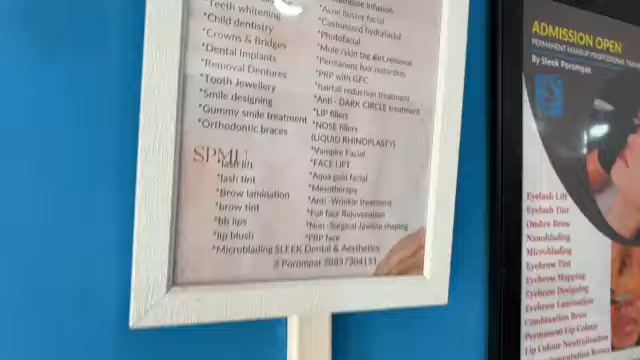 *Teeth whitening
*Child dentistry
*Crowns & Bridges
*Dental Implants
*Removal Dentures
*Tooth Jewellery
*Smile designing
*Gummy smile treatment
*Orthodontic braces
infusion
*Acne buster facial
*Customized hydrafacial
*Photofacial
*Mole /skin tag removal
*Permanent hair reduction
*PRP with GFC
*hairfall reduction treatment
*Anti - DARK CIRCLE treatment
*LIP fillers
*NOSE fillers
(LIQUID RHINOPLASTY)
*Vampire Facial
*FACE LIFT
*Aqua gold facial
*Mesotherapy
*Anti -Wrinkle treatment
*Full face Rejuvenation
*Non - Surgical Jawline shaping
*PRP face
SPMU
*lash lift
*lash tint
*Brow lamination
*brow tint
*bb lips
*lip blush
*Microblading SLEEK Dental & Aesthetics
Porompat
ADMISSION OPEN
PERMANENT MAKEUP PROFESSIONAL
By Sleek Porompat
Eyelash Lift
Eyelash Tint
Ombre Brow
Nanoblading
Microblading
Eyebrow Tint
Eyebrow Mapping
Eyebrow Designing
Eyebrow Lamination
Combination Brow
Permanent Lip Colour
Lip Colour Neutralization